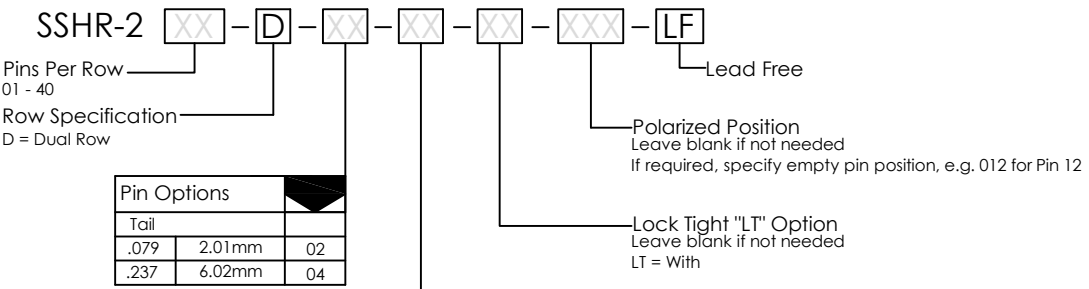 SSHR-2 XX - D - XX - XX - XX - XXX - LF
Pins Per Row
01 - 40
Lead Free
Row Specification
D = Dual Row
Polarized Position
Leave blank if not needed
If required, specify empty pin position, e.g. 012 for Pin 12
Pin Options
Tail
.079 2.01mm 02
.237 6.02mm 04
Lock Tight "LT" Option
Leave blank if not needed
LT = With